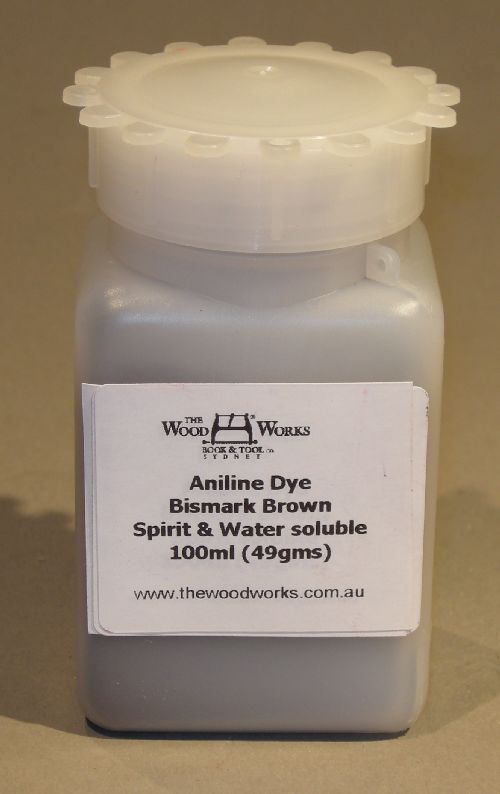 THE
WOOD WORKS
BOOK & TOOL CO.
SYDNEY
Aniline Dye
Bismark Brown
Spirit & Water soluble
100ml (49gms)
www.thewoodworks.com.au